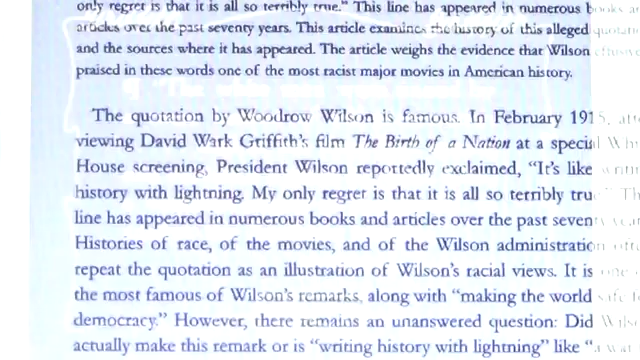 only regret is that it is all so terribly true." This line has appeared in numerous books
articles over the past seventy years. This article examines the history of this alleged
and the sources where it has appeared. The article weighs the evidence that Wilson
praised in these words one of the most racist major movies in American history.
The quotation by Woodrow Wilson is famous. In February 1915,
viewing David Wark Griffith's film The Birth of a Nation at a special
House screening, President Wilson reportedly exclaimed, "It's like
history with lightning. My only regret is that it is all so terribly
line has appeared in numerous books and articles over the past
Histories of race, of the movies, and of the Wilson administration
repeat the quotation as an illustration of Wilson's racial views. It is one
the most famous of Wilson's remarks, along with "making the world
democracy." However, there remains an unanswered question: Did
actually make this remark or is "writing history with lightning" like "a